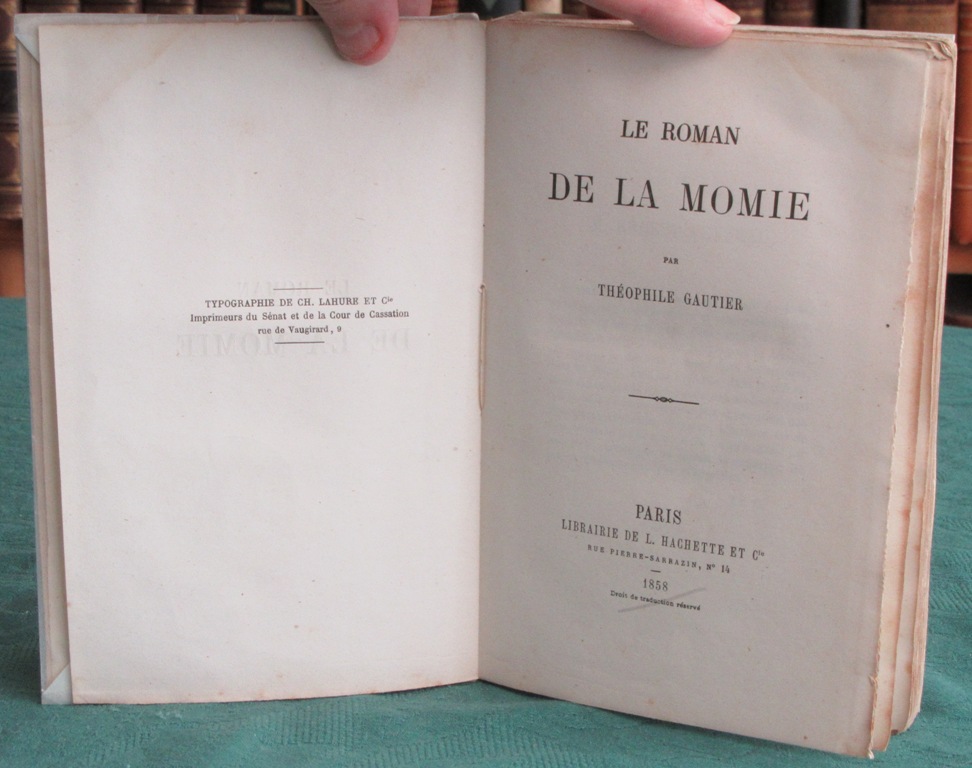 TYPOGRAPHIE DE CH. LAHURE ET Cie
Imprimeurs du Sénat et de la Cour de Cassation
rue de Vaugirard, 9
LE ROMAN
DE LA MOMIE
PAR
THÉOPHILE GAUTIER
PARIS
LIBRAIRIE DE L. HACHETTE ET Cie
RUE PIERRE-SARRAZIN, N° 14
1858
Droit de traduction réservé